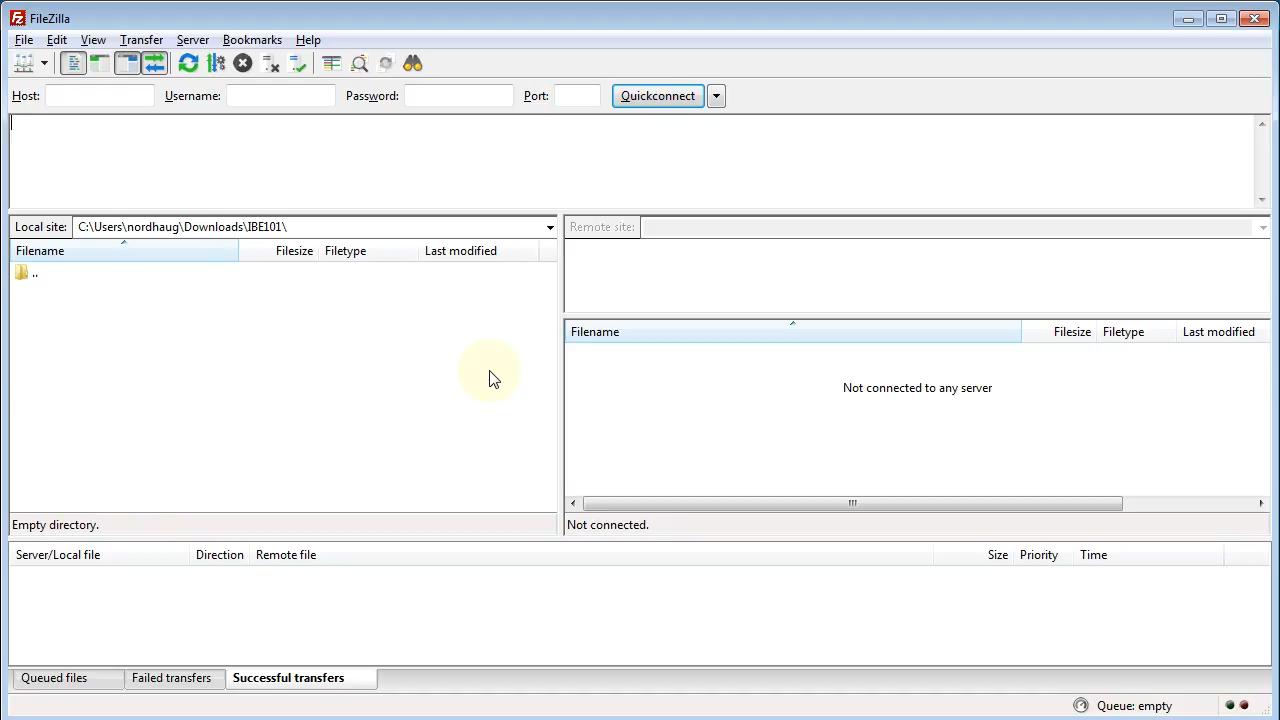 FileZilla
File Edit View Transfer Server Bookmarks Help
Host: Username: Password: Port: Quickconnect
Local site: C:\Users\nordhaug\Downloads\IBE101\
Remote site:
Filename Filesize Filetype Last modified
..
Empty directory.
Filename Filesize Filetype Last modified
Not connected to any server
Not connected.
Server/Local file Direction Remote file Size Priority Time
Queued files Failed transfers Successful transfers
Queue: empty